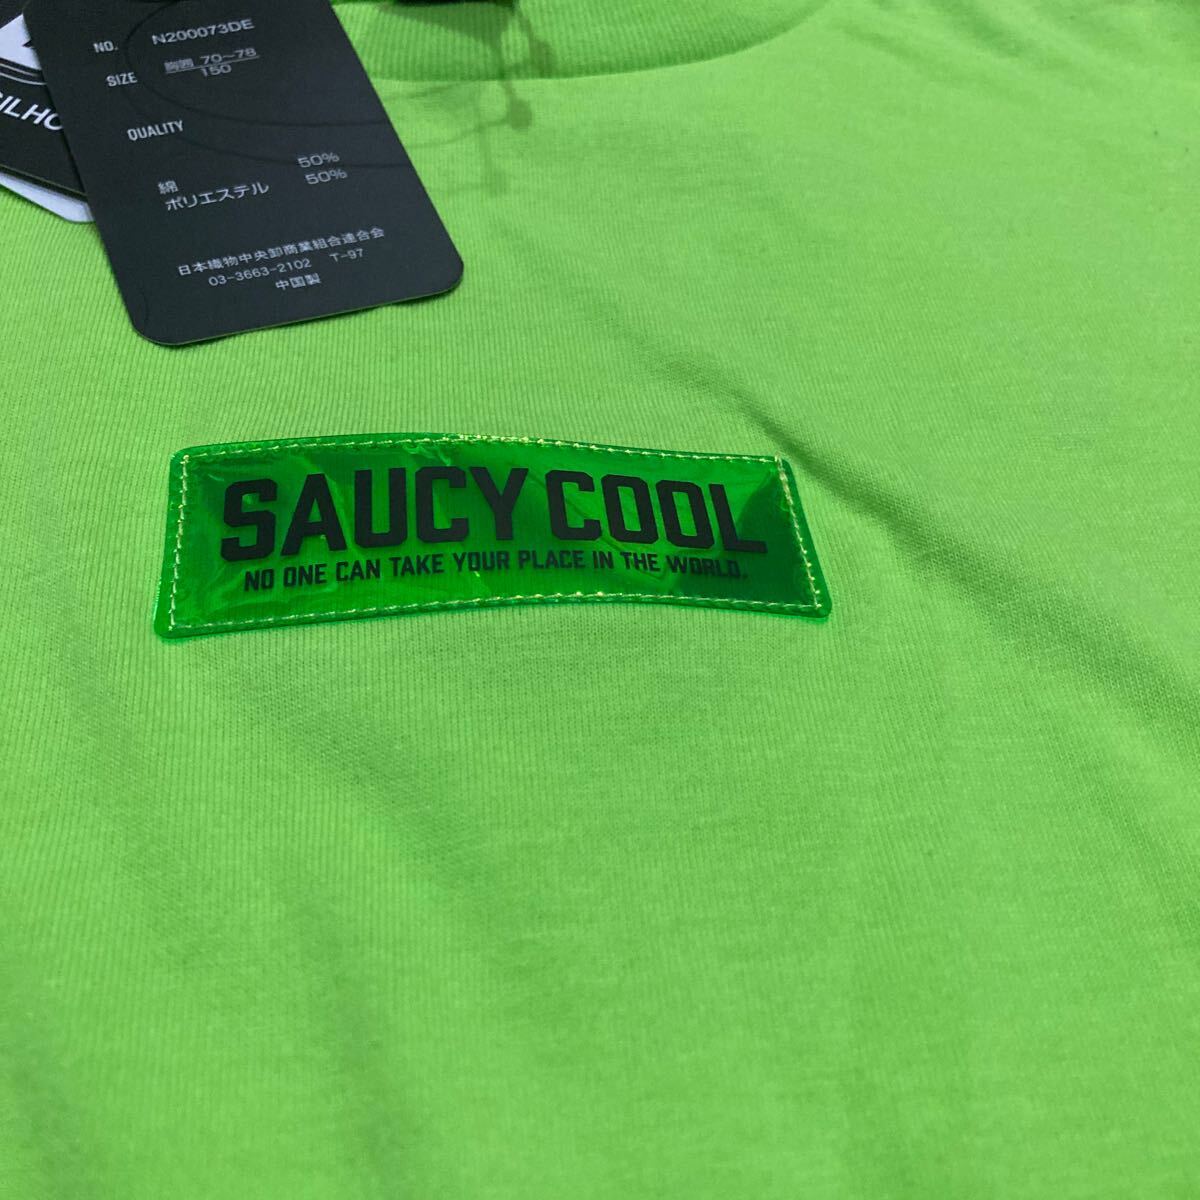 NO. N200073DE
SIZE 胸囲 70~78
150
QUALITY
綿 50%
ポリエステル 50%
日本織物中央卸商業組合連合会
03-3663-2102 T-97
中国製
SAUCY COOL
NO ONE CAN TAKE YOUR PLACE IN THE WORLD.